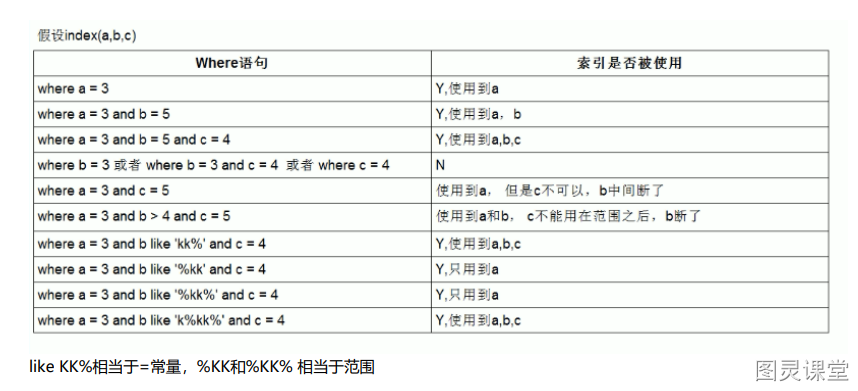 假设index(a,b,c)
Where语句 索引是否被使用
where a = 3 Y,使用到a
where a = 3 and b = 5 Y,使用到a，b
where a = 3 and b = 5 and c = 4 Y,使用到a,b,c
where b = 3 或者 where b = 3 and c = 4 或者 where c = 4 N
where a = 3 and c = 5 使用到a， 但是c不可以，b中间断了
where a = 3 and b > 4 and c = 5 使用到a和b， c不能用在范围之后，b断了
where a = 3 and b like 'kk%' and c = 4 Y,使用到a,b,c
where a = 3 and b like '%kk' and c = 4 Y,只用到a
where a = 3 and b like '%kk%' and c = 4 Y,只用到a
where a = 3 and b like 'k%kk%' and c = 4 Y,使用到a,b,c
like KK%相当于=常量，%KK和%KK% 相当于范围
图灵课堂